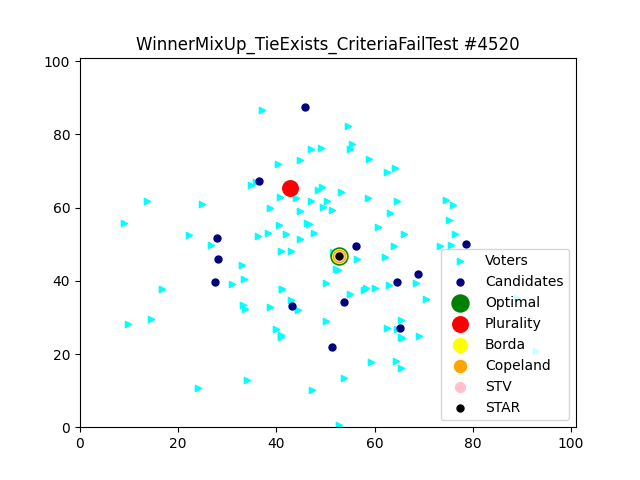 WinnerMixUp_TieExists_CriteriaFailTest #4520
100
80
60
40
20
0
0 20 40 60 80 100
Voters
Candidates
Optimal
Plurality
Borda
Copeland
STV
STAR